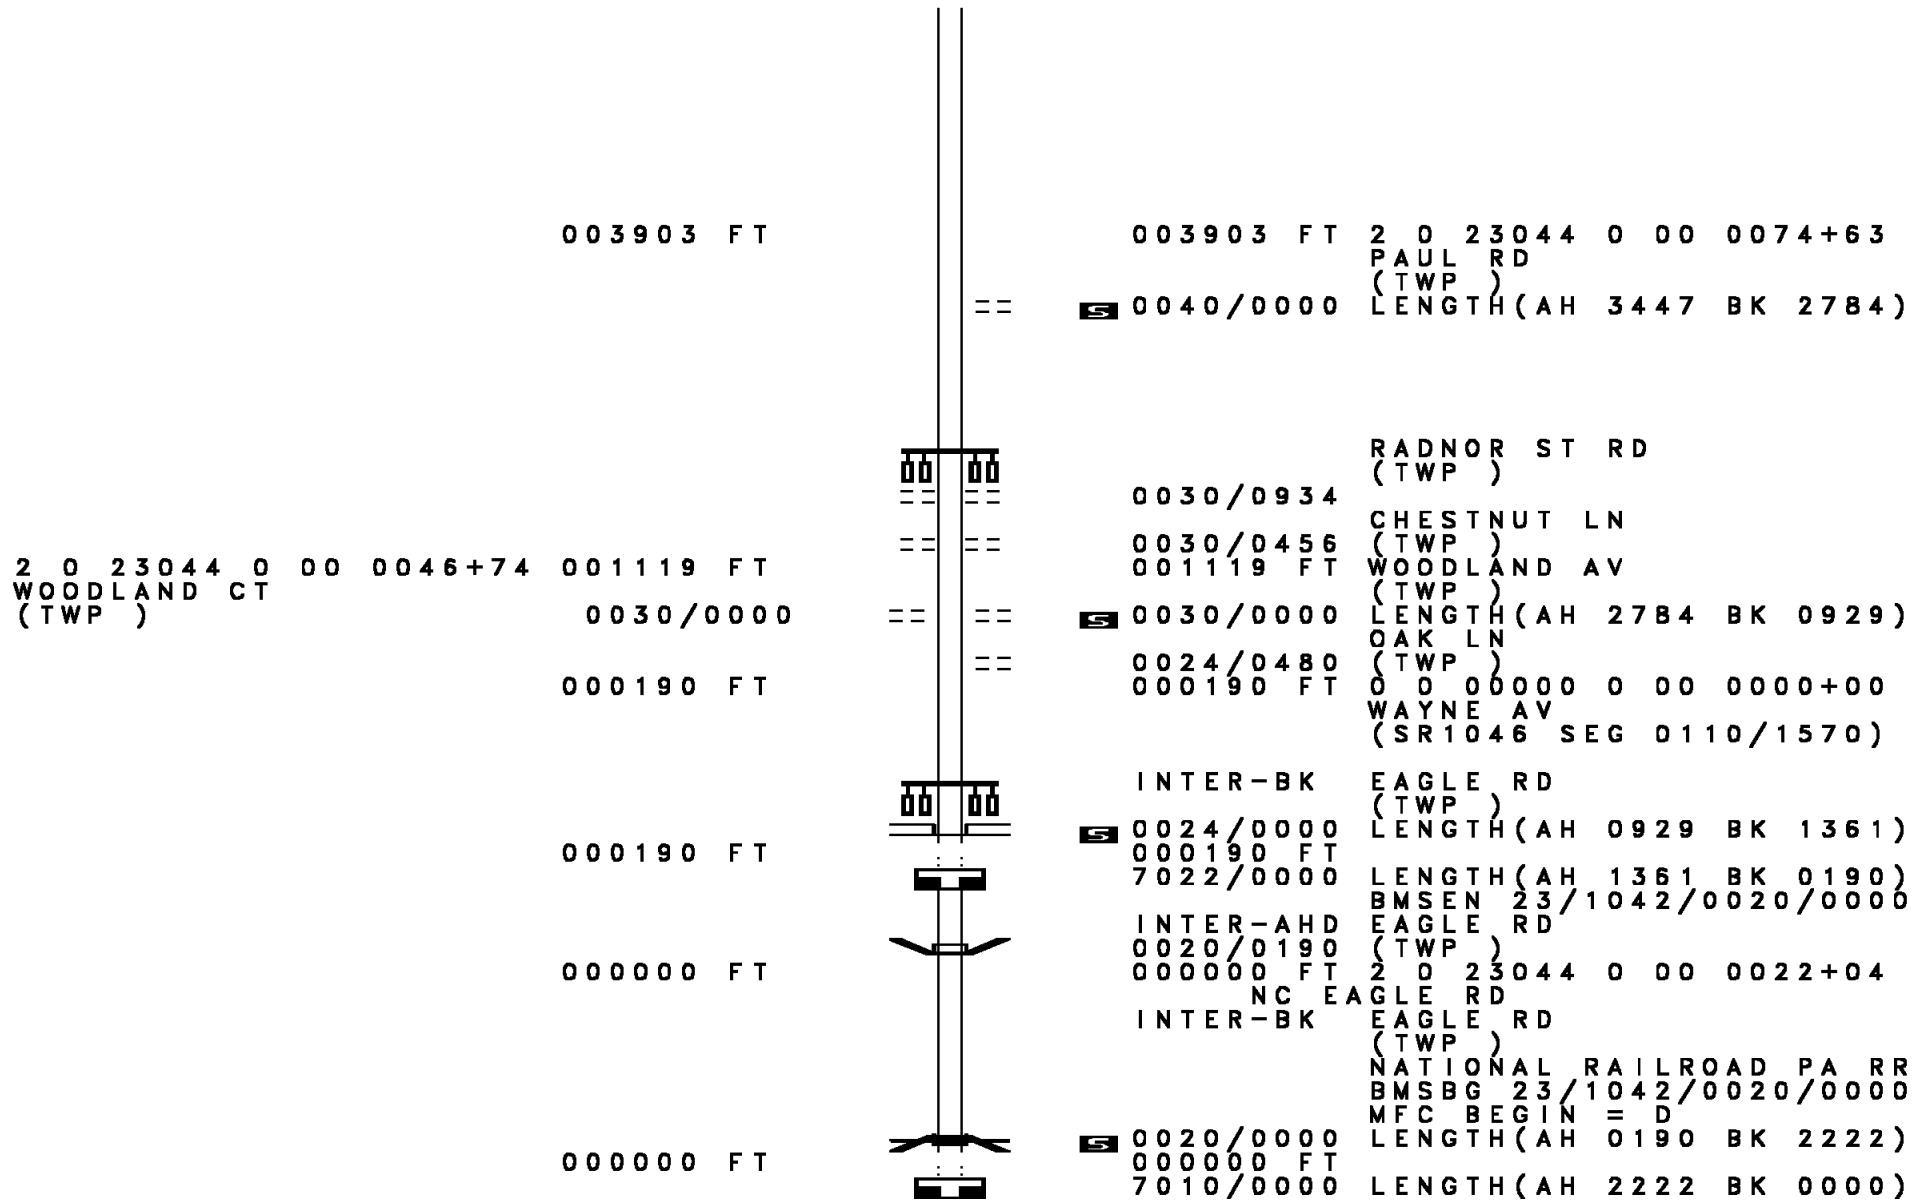 003903 FT 003903 FT 2 0 23044 0 00 0074+63
PAUL RD
(TWP )
S 0040/0000 LENGTH(AH 3447 BK 2784)
RADNOR ST RD
(TWP )
0030/0934
CHESTNUT LN
0030/0456 (TWP )
2 0 23044 0 00 0046+74 001119 FT 001119 FT WOODLAND AV
WOODLAND CT (TWP )
(TWP ) 0030/0000 S 0030/0000 LENGTH(AH 2784 BK 0929)
OAK LN
0024/0480 (TWP )
000190 FT 000190 FT 0 0 00000 0 00 0000+00
WAYNE AV
(SR1046 SEG 0110/1570)
INTER-BK EAGLE RD
(TWP )
S 0024/0000 LENGTH(AH 0929 BK 1361)
000190 FT 000190 FT
7022/0000 LENGTH(AH 1361 BK 0190)
BMSEN 23/1042/0020/0000
INTER-AHD EAGLE RD
0020/0190 (TWP )
000000 FT 000000 FT 2 0 23044 0 00 0022+04
NC EAGLE RD
INTER-BK EAGLE RD
(TWP )
NATIONAL RAILROAD PA RR
BMSBG 23/1042/0020/0000
MFC BEGIN = D
S 0020/0000 LENGTH(AH 0190 BK 2222)
000000 FT 000000 FT
7010/0000 LENGTH(AH 2222 BK 0000)